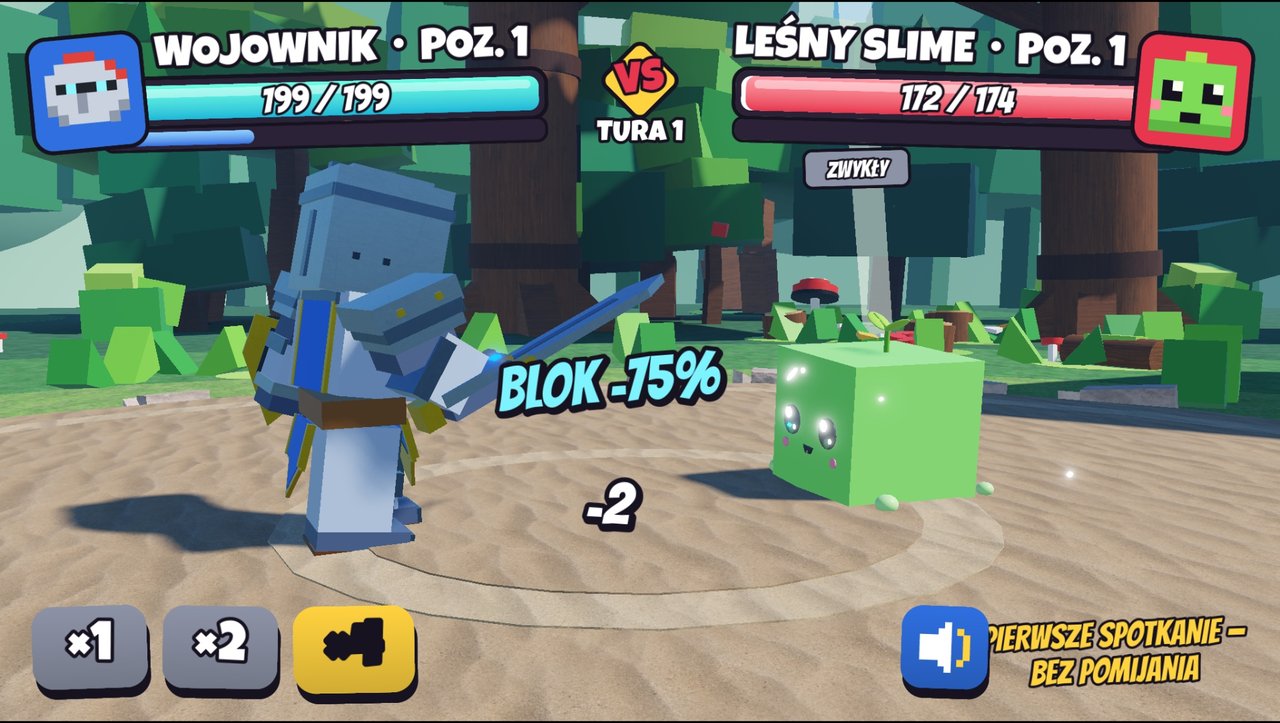 WOJOWNIK • POZ. 1
199 / 199
VS
TURA 1
LEŚNY SLIME • POZ. 1
172 / 174
ZWYKŁY
BLOK -75%
-2
×1
×2
PIERWSZE SPOTKANIE –
BEZ POMIJANIA